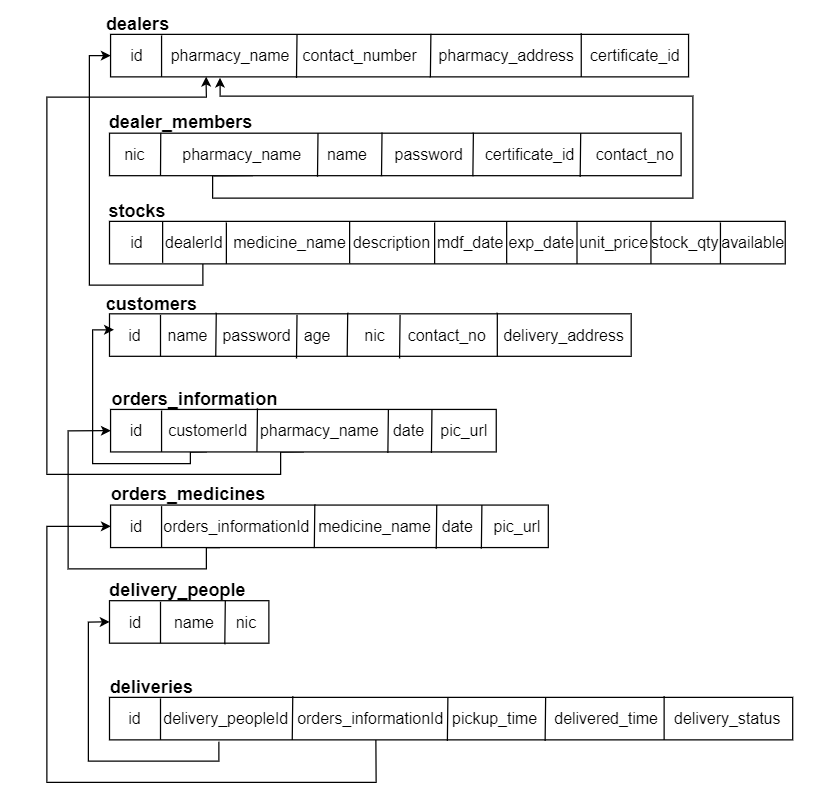 dealers
id pharmacy_name contact_number pharmacy_address certificate_id
dealer_members
nic pharmacy_name name password certificate_id contact_no
stocks
id dealerId medicine_name description mdf_date exp_date unit_price stock_qty available
customers
id name password age nic contact_no delivery_address
orders_information
id customerId pharmacy_name date pic_url
orders_medicines
id orders_informationId medicine_name date pic_url
delivery_people
id name nic
deliveries
id delivery_peopleId orders_informationId pickup_time delivered_time delivery_status